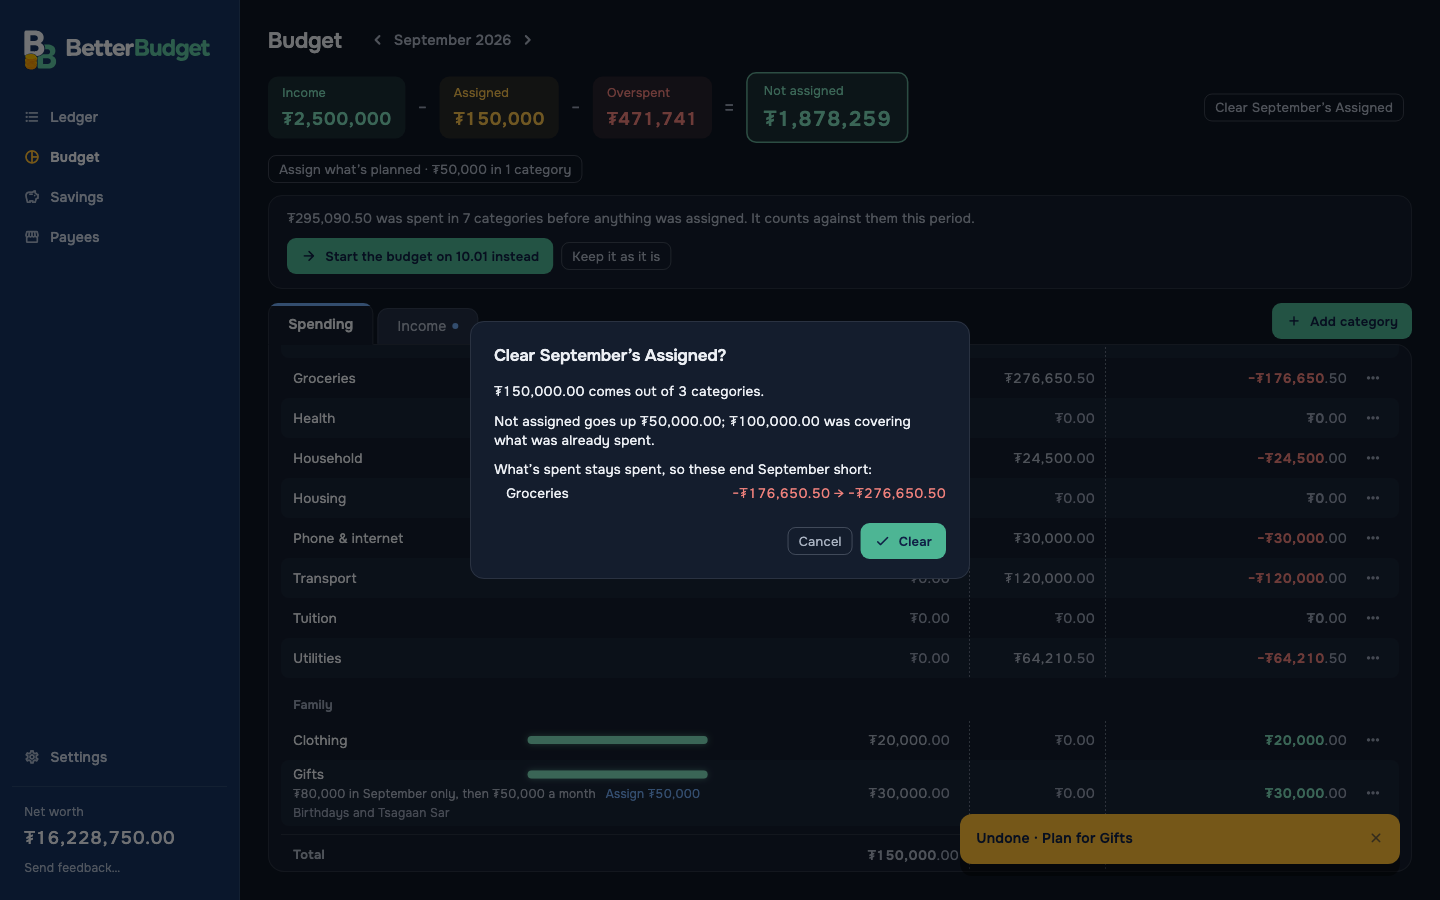 BetterBudget
Ledger
Budget
Savings
Payees
Settings
Net worth
₮16,228,750.00
Send feedback...
Budget
September 2026
Income
₮2,500,000
-
Assigned
₮150,000
-
Overspent
₮471,741
=
Not assigned
₮1,878,259
Clear September's Assigned
Assign what's planned · ₮50,000 in 1 category
₮295,090.50 was spent in 7 categories before anything was assigned. It counts against them this period.
Start the budget on 10.01 instead
Keep it as it is
Spending
Income
Add category
Groceries ₮276,650.50 -₮176,650.50
Health ₮0.00 ₮0.00
Household ₮24,500.00 -₮24,500.00
Housing ₮0.00 ₮0.00
Phone & internet ₮30,000.00 -₮30,000.00
Transport ₮0.00 ₮120,000.00 -₮120,000.00
Tuition ₮0.00 ₮0.00 ₮0.00
Utilities ₮0.00 ₮64,210.50 -₮64,210.50
Family
Clothing ₮20,000.00 ₮0.00 ₮20,000.00
Gifts
₮80,000 in September only, then ₮50,000 a month Assign ₮50,000 ₮30,000.00 ₮0.00 ₮30,000.00
Birthdays and Tsagaan Sar
Total ₮150,000.00
Clear September's Assigned?
₮150,000.00 comes out of 3 categories.
Not assigned goes up ₮50,000.00; ₮100,000.00 was covering
what was already spent.
What's spent stays spent, so these end September short:
Groceries -₮176,650.50 → -₮276,650.50
Cancel
Clear
Undone · Plan for Gifts